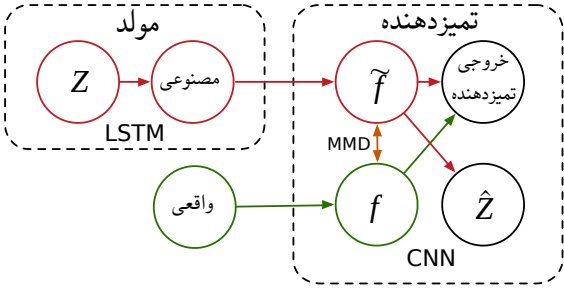 مولد
تمیزدهنده
Z
مصنوعی
f̃
خروجی
تمیزدهنده
LSTM
MMD
واقعی
f
ẑ
CNN